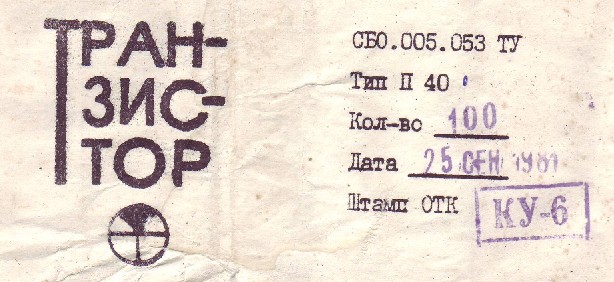 ТРАН-
ЗИС-
ТОР
СБ0.005.053 ТУ
Тип П 40
Кол-во 100
Дата 25 СЕН 1981
Штамп ОТК КУ-6